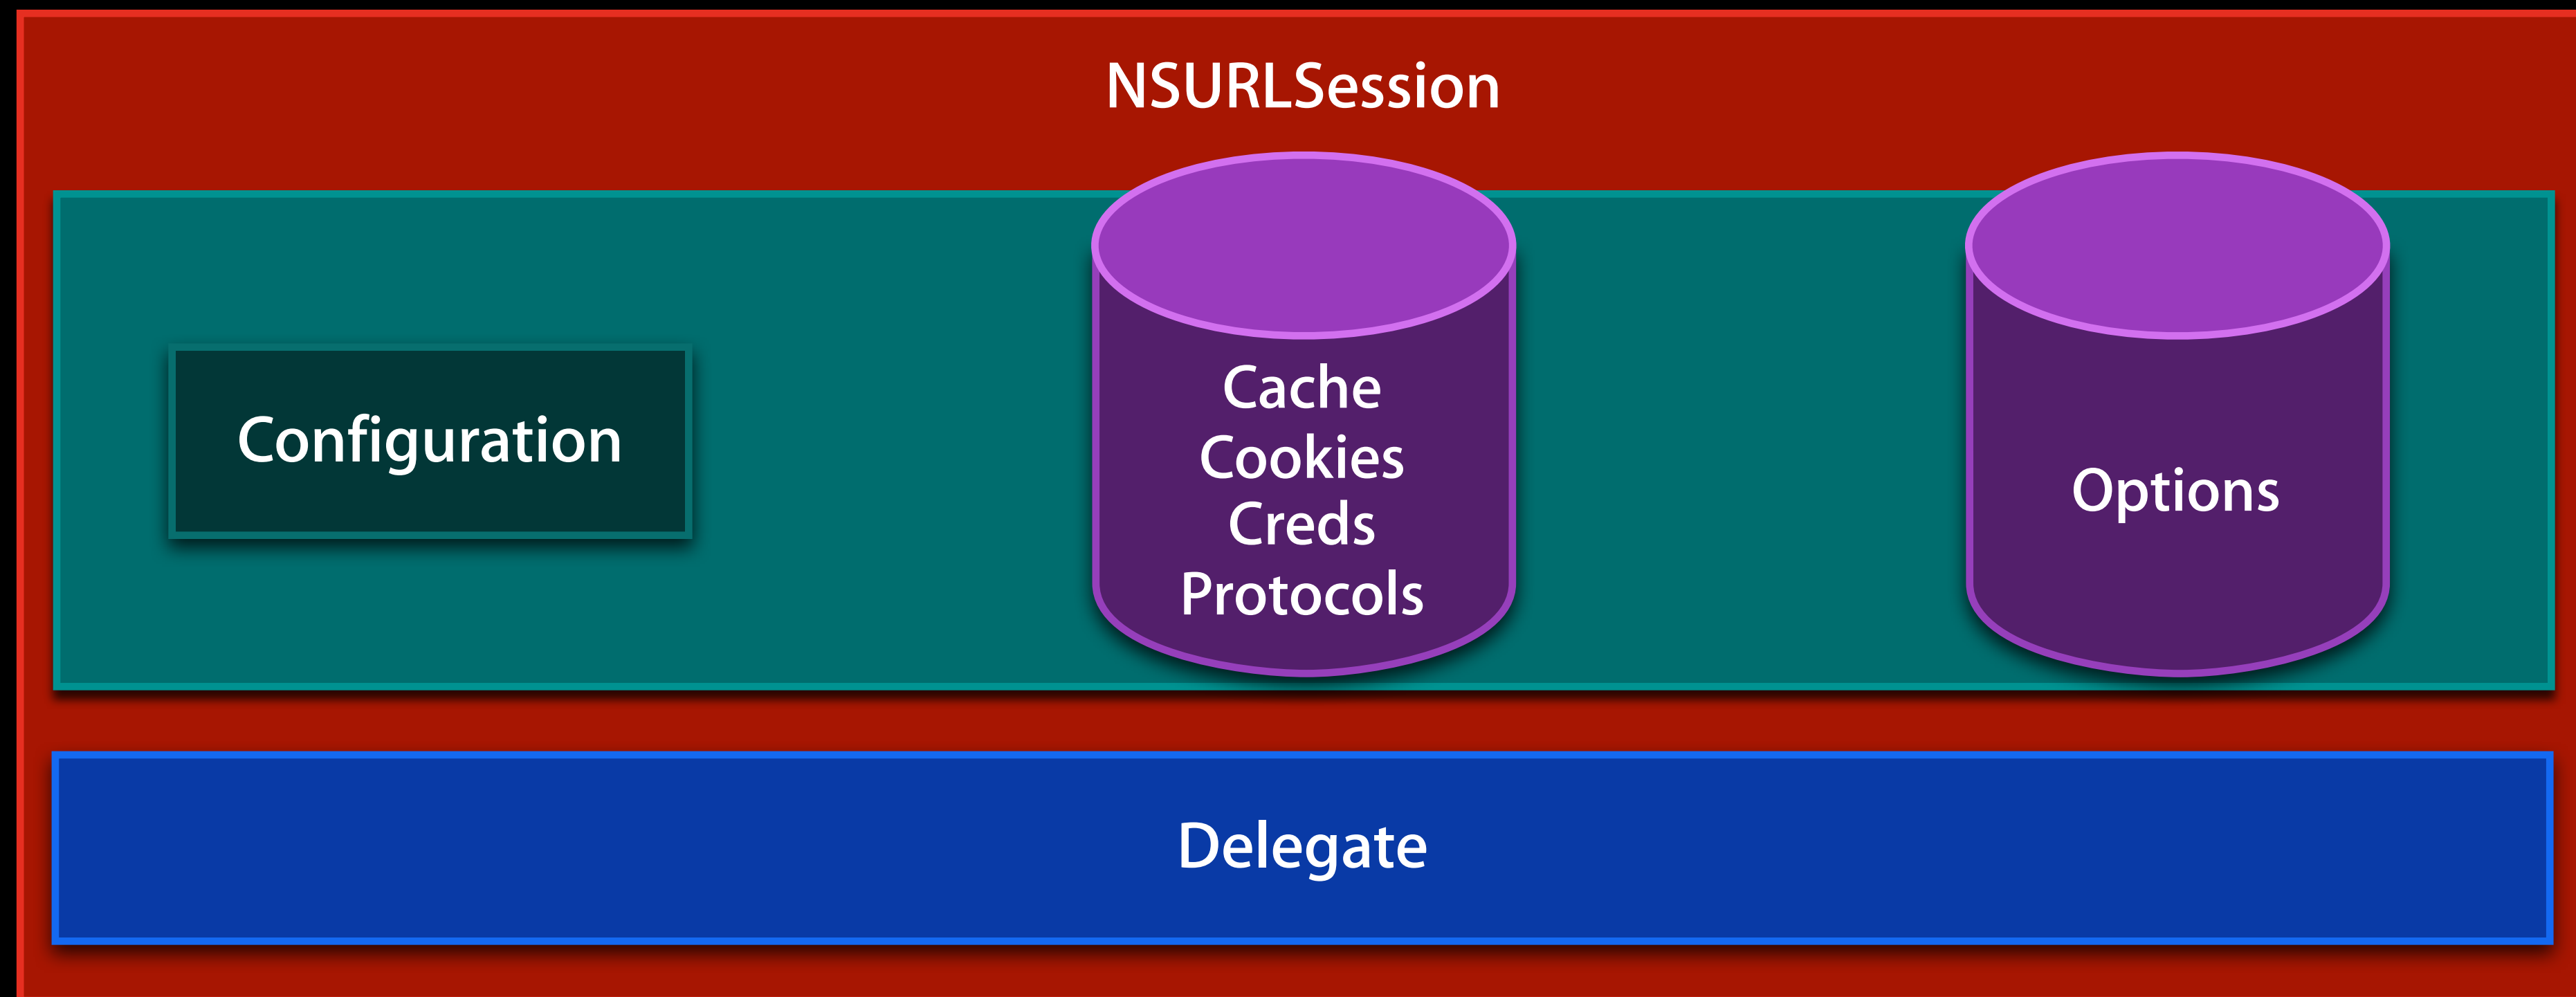 NSURLSession
Configuration
Cache
Cookies
Creds
Protocols
Options
Delegate